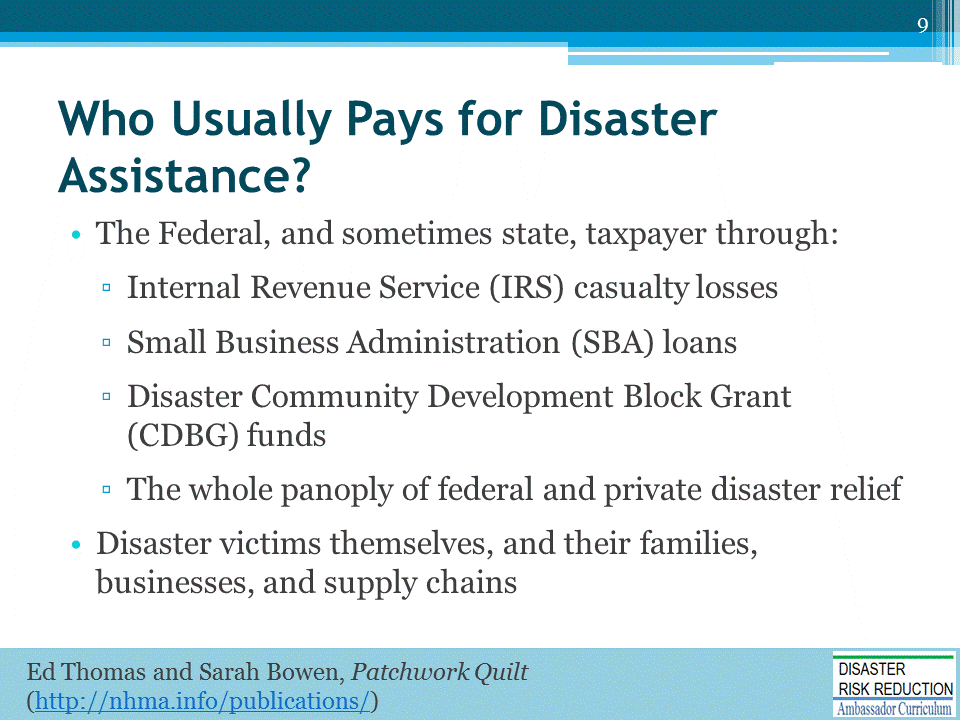 9
Who Usually Pays for Disaster
Assistance?
• The Federal, and sometimes state, taxpayer through:
▫ Internal Revenue Service (IRS) casualty losses
▫ Small Business Administration (SBA) loans
▫ Disaster Community Development Block Grant
(CDBG) funds
▫ The whole panoply of federal and private disaster relief
• Disaster victims themselves, and their families,
businesses, and supply chains
Ed Thomas and Sarah Bowen, Patchwork Quilt
(http://nhma.info/publications/)
DISASTER
RISK REDUCTION
Ambassador Curriculum